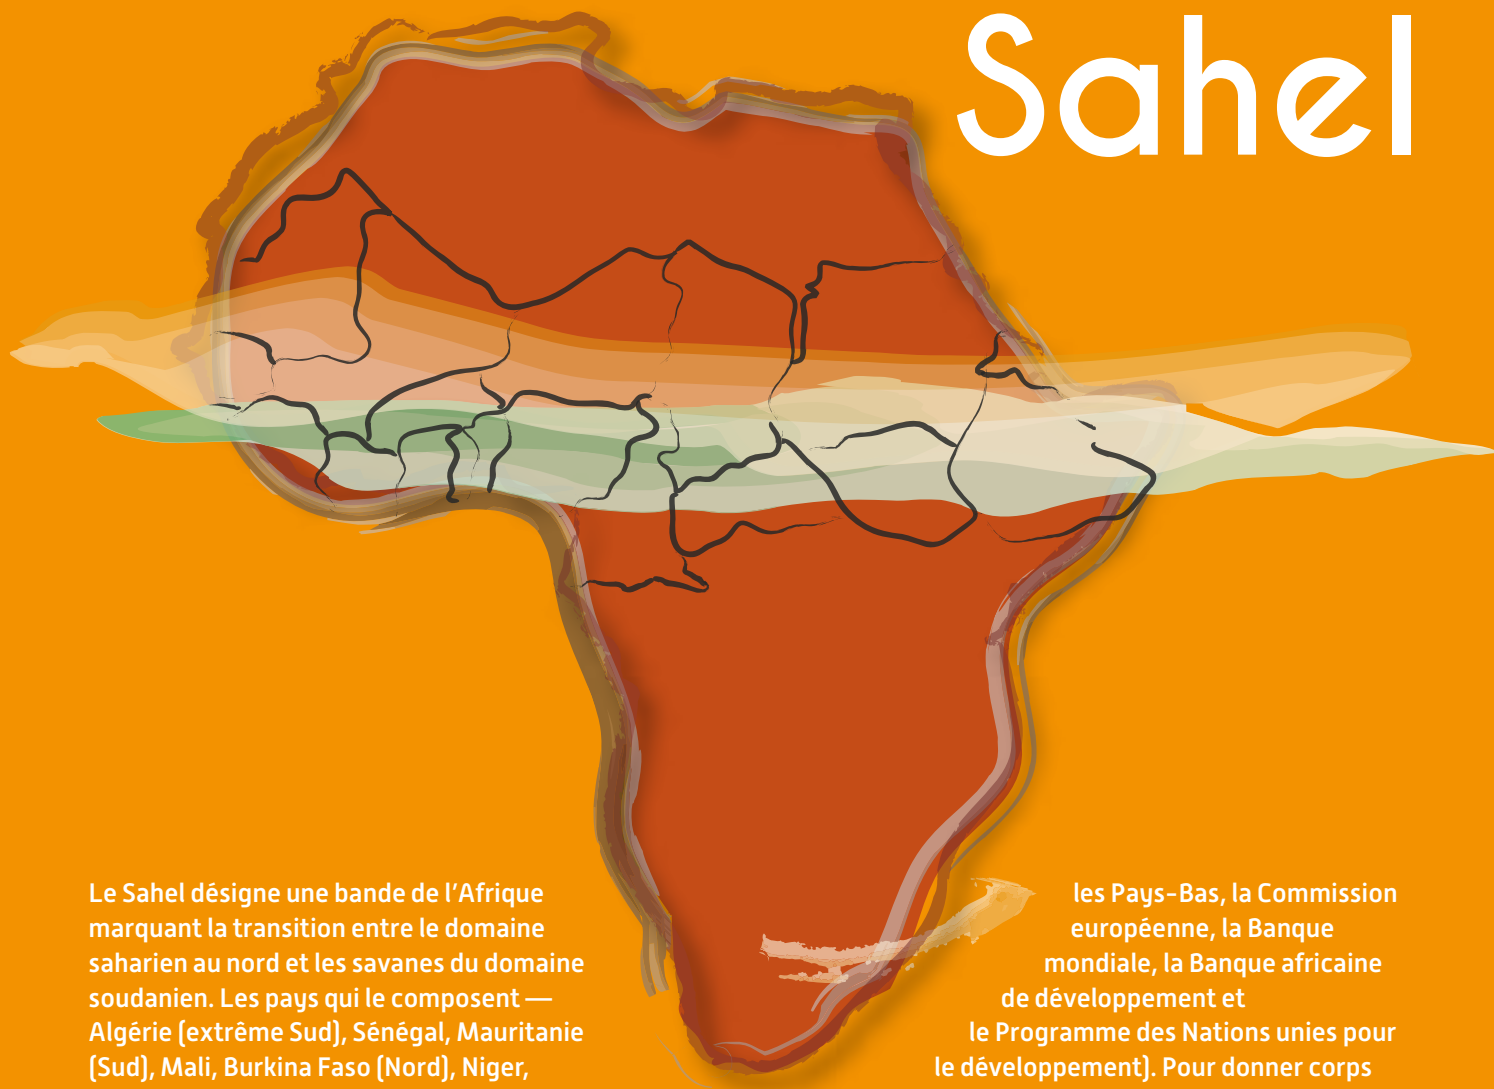 Sahel
Le Sahel désigne une bande de l’Afrique
marquant la transition entre le domaine
saharien au nord et les savanes du domaine
soudanien. Les pays qui le composent —
Algérie (extrême Sud), Sénégal, Mauritanie
(Sud), Mali, Burkina Faso (Nord), Niger,
les Pays-Bas, la Commission
européenne, la Banque
mondiale, la Banque africaine
de développement et
le Programme des Nations unies pour
le développement). Pour donner corps